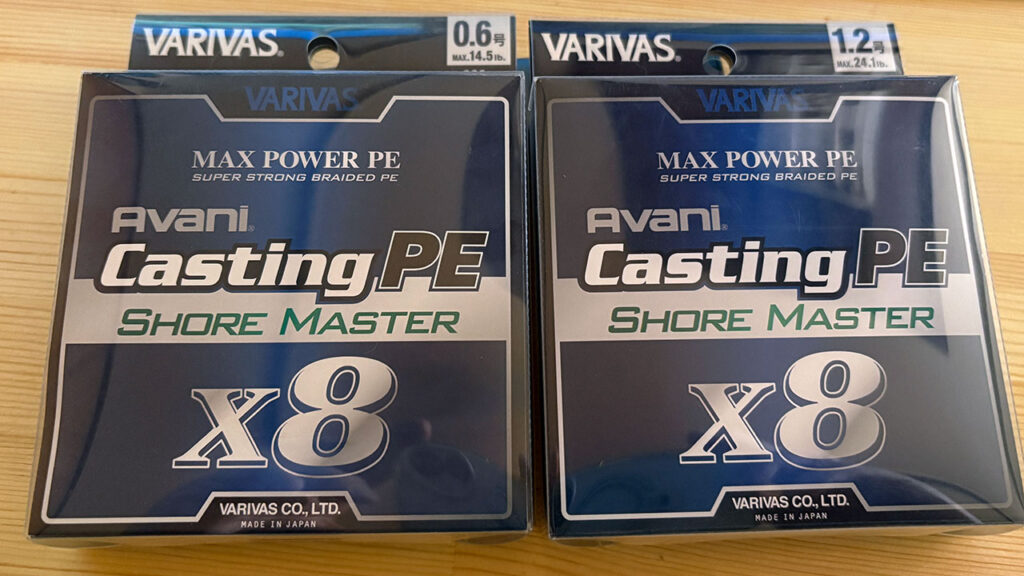 VARIVAS®
0.6号
MAX.14.5lb.
VARIVAS
MAX POWER PE
SUPER STRONG BRAIDED PE
Avani®
Casting PE
SHORE MASTER
X8
VARIVAS CO., LTD.
MADE IN JAPAN
VARIVAS®
1.2号
MAX.24.1lb.
VARIVAS
MAX POWER PE
SUPER STRONG BRAIDED PE
Avani®
Casting PE
SHORE MASTER
X8
VARIVAS CO., LTD.
MADE IN JAPAN